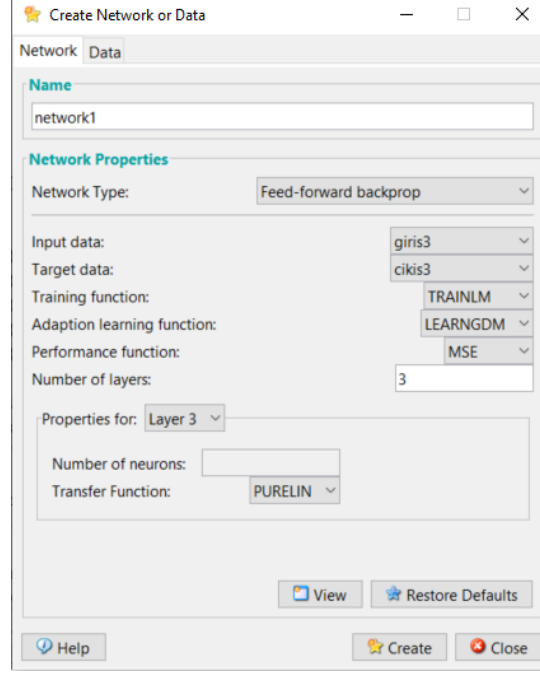 Create Network or Data
Network Data
Name
network1
Network Properties
Network Type: Feed-forward backprop
Input data: giris3
Target data: cikis3
Training function: TRAINLM
Adaption learning function: LEARNGDM
Performance function: MSE
Number of layers: 3
Properties for: Layer 3
Number of neurons:
Transfer Function: PURELIN
View Restore Defaults
Help Create Close